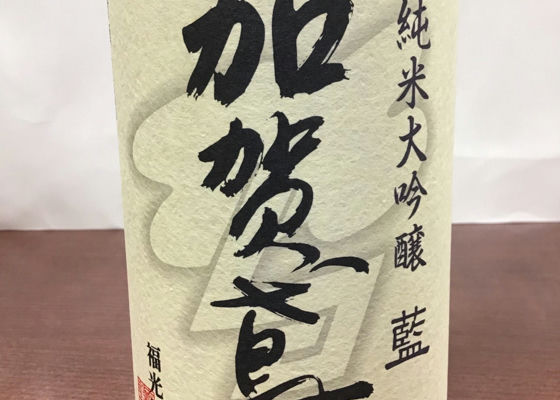 純米大吟醸 藍
加賀鳶
福光